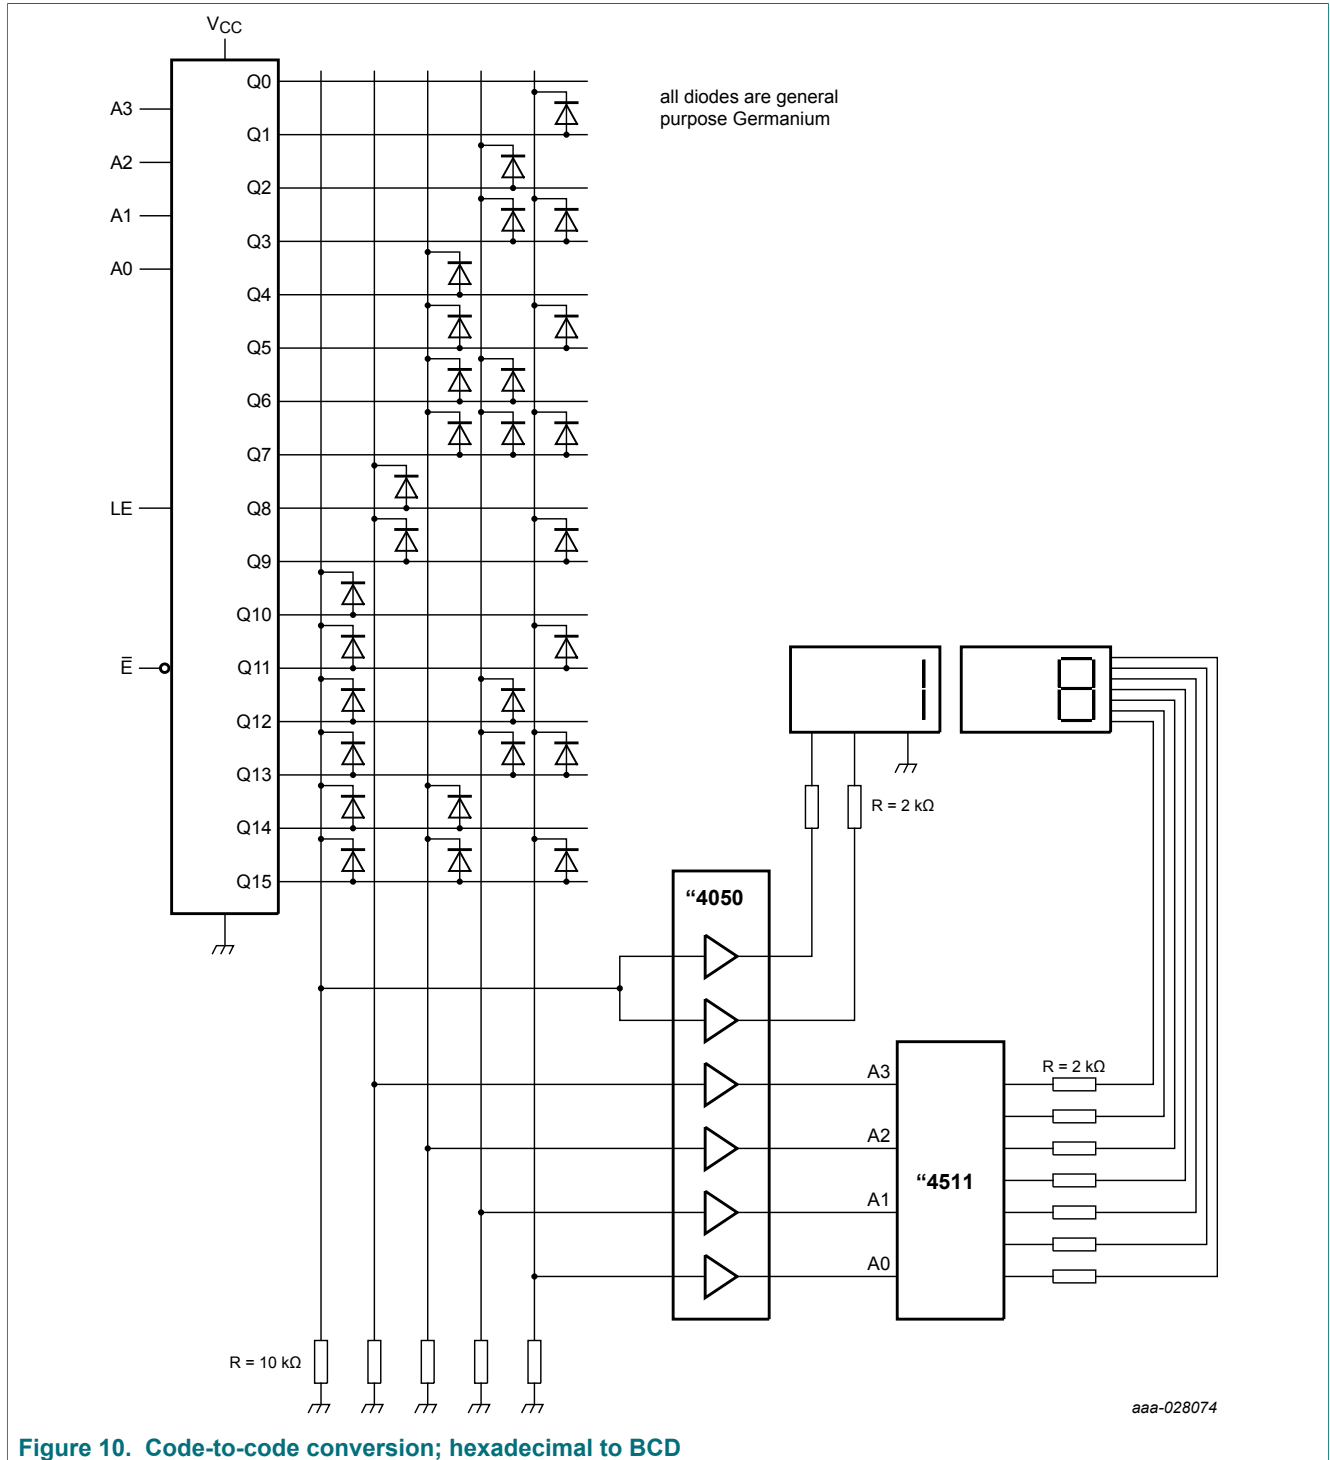 VCC
Q0
all diodes are general
purpose Germanium
A3
Q1
A2
Q2
A1
Q3
A0
Q4
Q5
Q6
Q7
LE
Q8
Q9
Q10
E̅
Q11
Q12
Q13
Q14
Q15
R = 2 kΩ
“4050
A3
R = 2 kΩ
A2
“4511
A1
A0
R = 10 kΩ
aaa-028074
Figure 10. Code-to-code conversion; hexadecimal to BCD